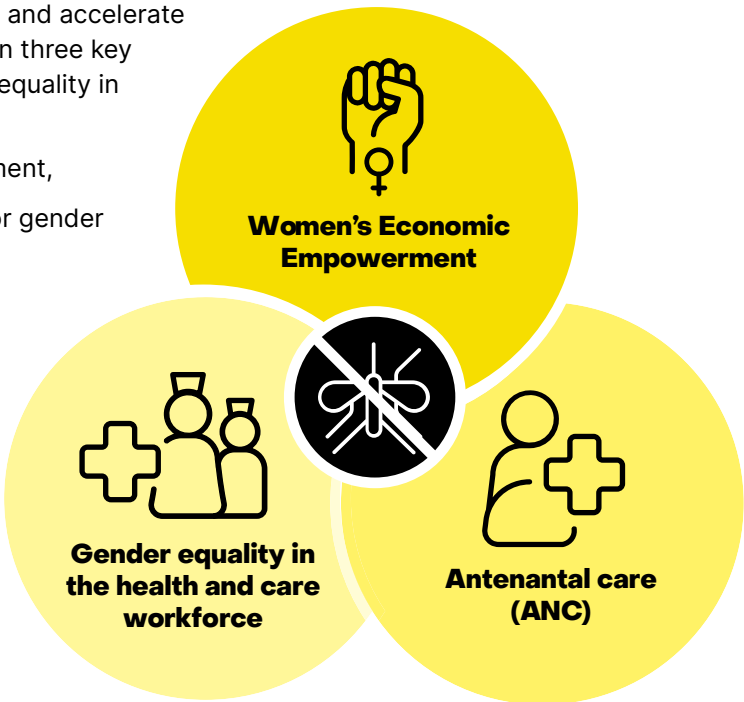 and accelerate
n three key
equality in
nent,
or gender
Women’s Economic
Empowerment
Gender equality in
the health and care
workforce
Antenantal care
(ANC)